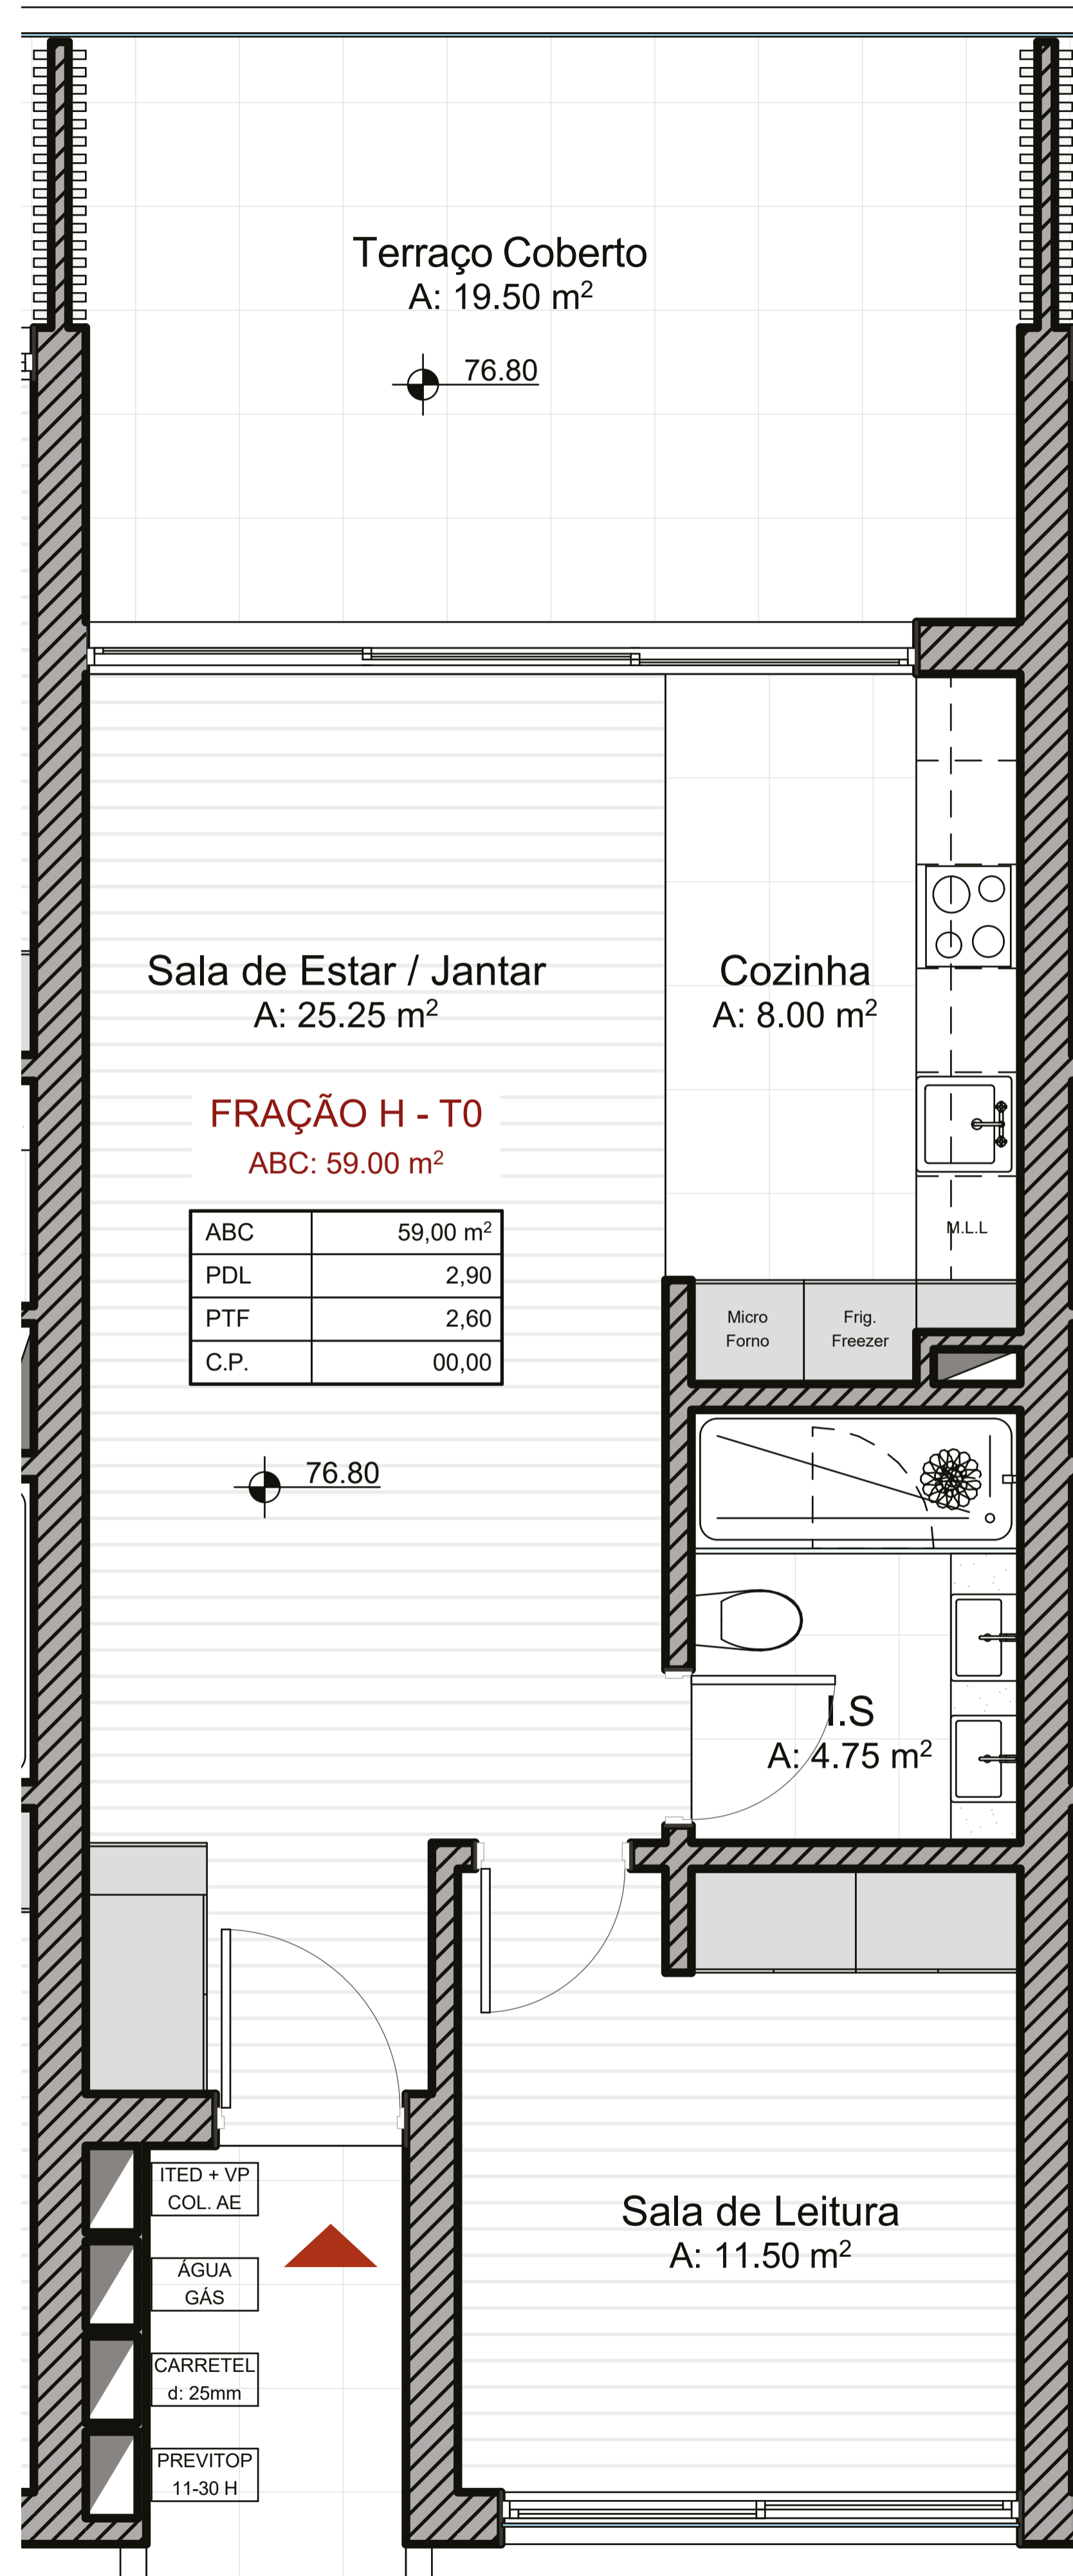 Terraço Coberto
A: 19.50 m²
76.80
Sala de Estar / Jantar
A: 25.25 m²
Cozinha
A: 8.00 m²
FRAÇÃO H - T0
ABC: 59.00 m²
ABC 59,00 m²
PDL 2,90
PTF 2,60
C.P. 00,00
M.L.L
Micro
Forno
Frig.
Freezer
76.80
I.S
A: 4.75 m²
ITED + VP
COL. AE
ÁGUA
GÁS
CARRETEL
d: 25mm
PREVITOP
11-30 H
Sala de Leitura
A: 11.50 m²